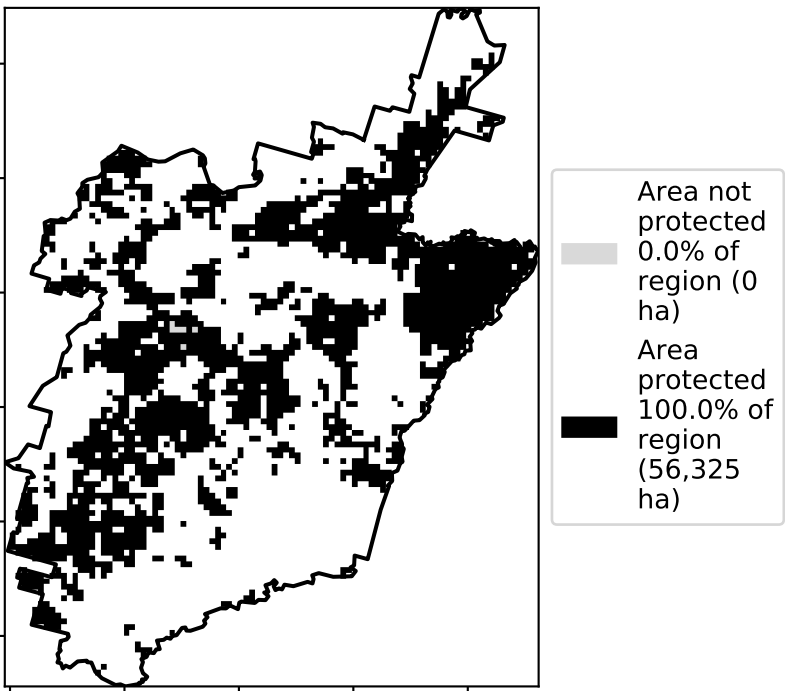 Area not
protected
0.0% of
region (0
ha)
Area
protected
100.0% of
region
(56,325
ha)